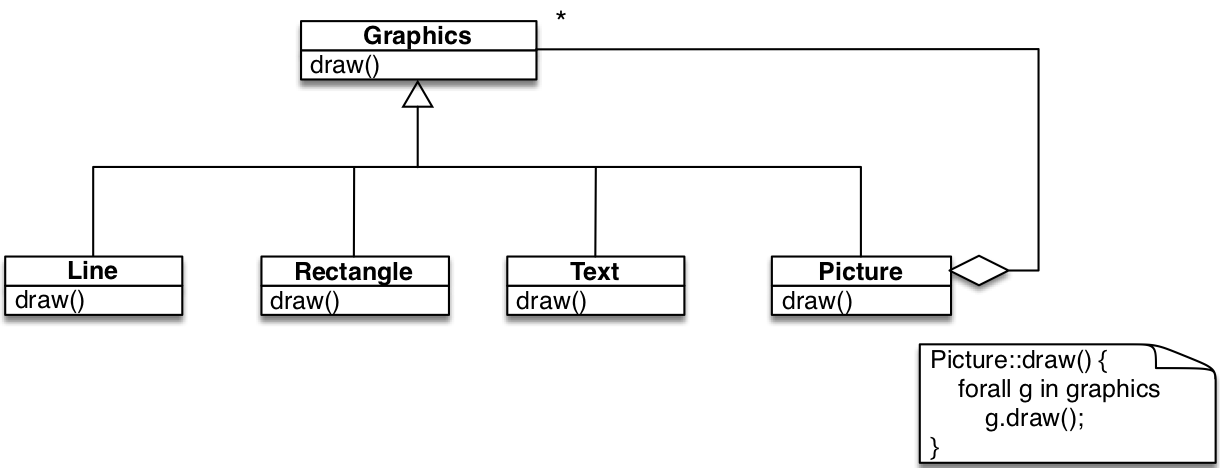 *
Graphics
draw()
Line
draw()
Rectangle
draw()
Text
draw()
Picture
draw()
Picture::draw() {
forall g in graphics
g.draw();
}